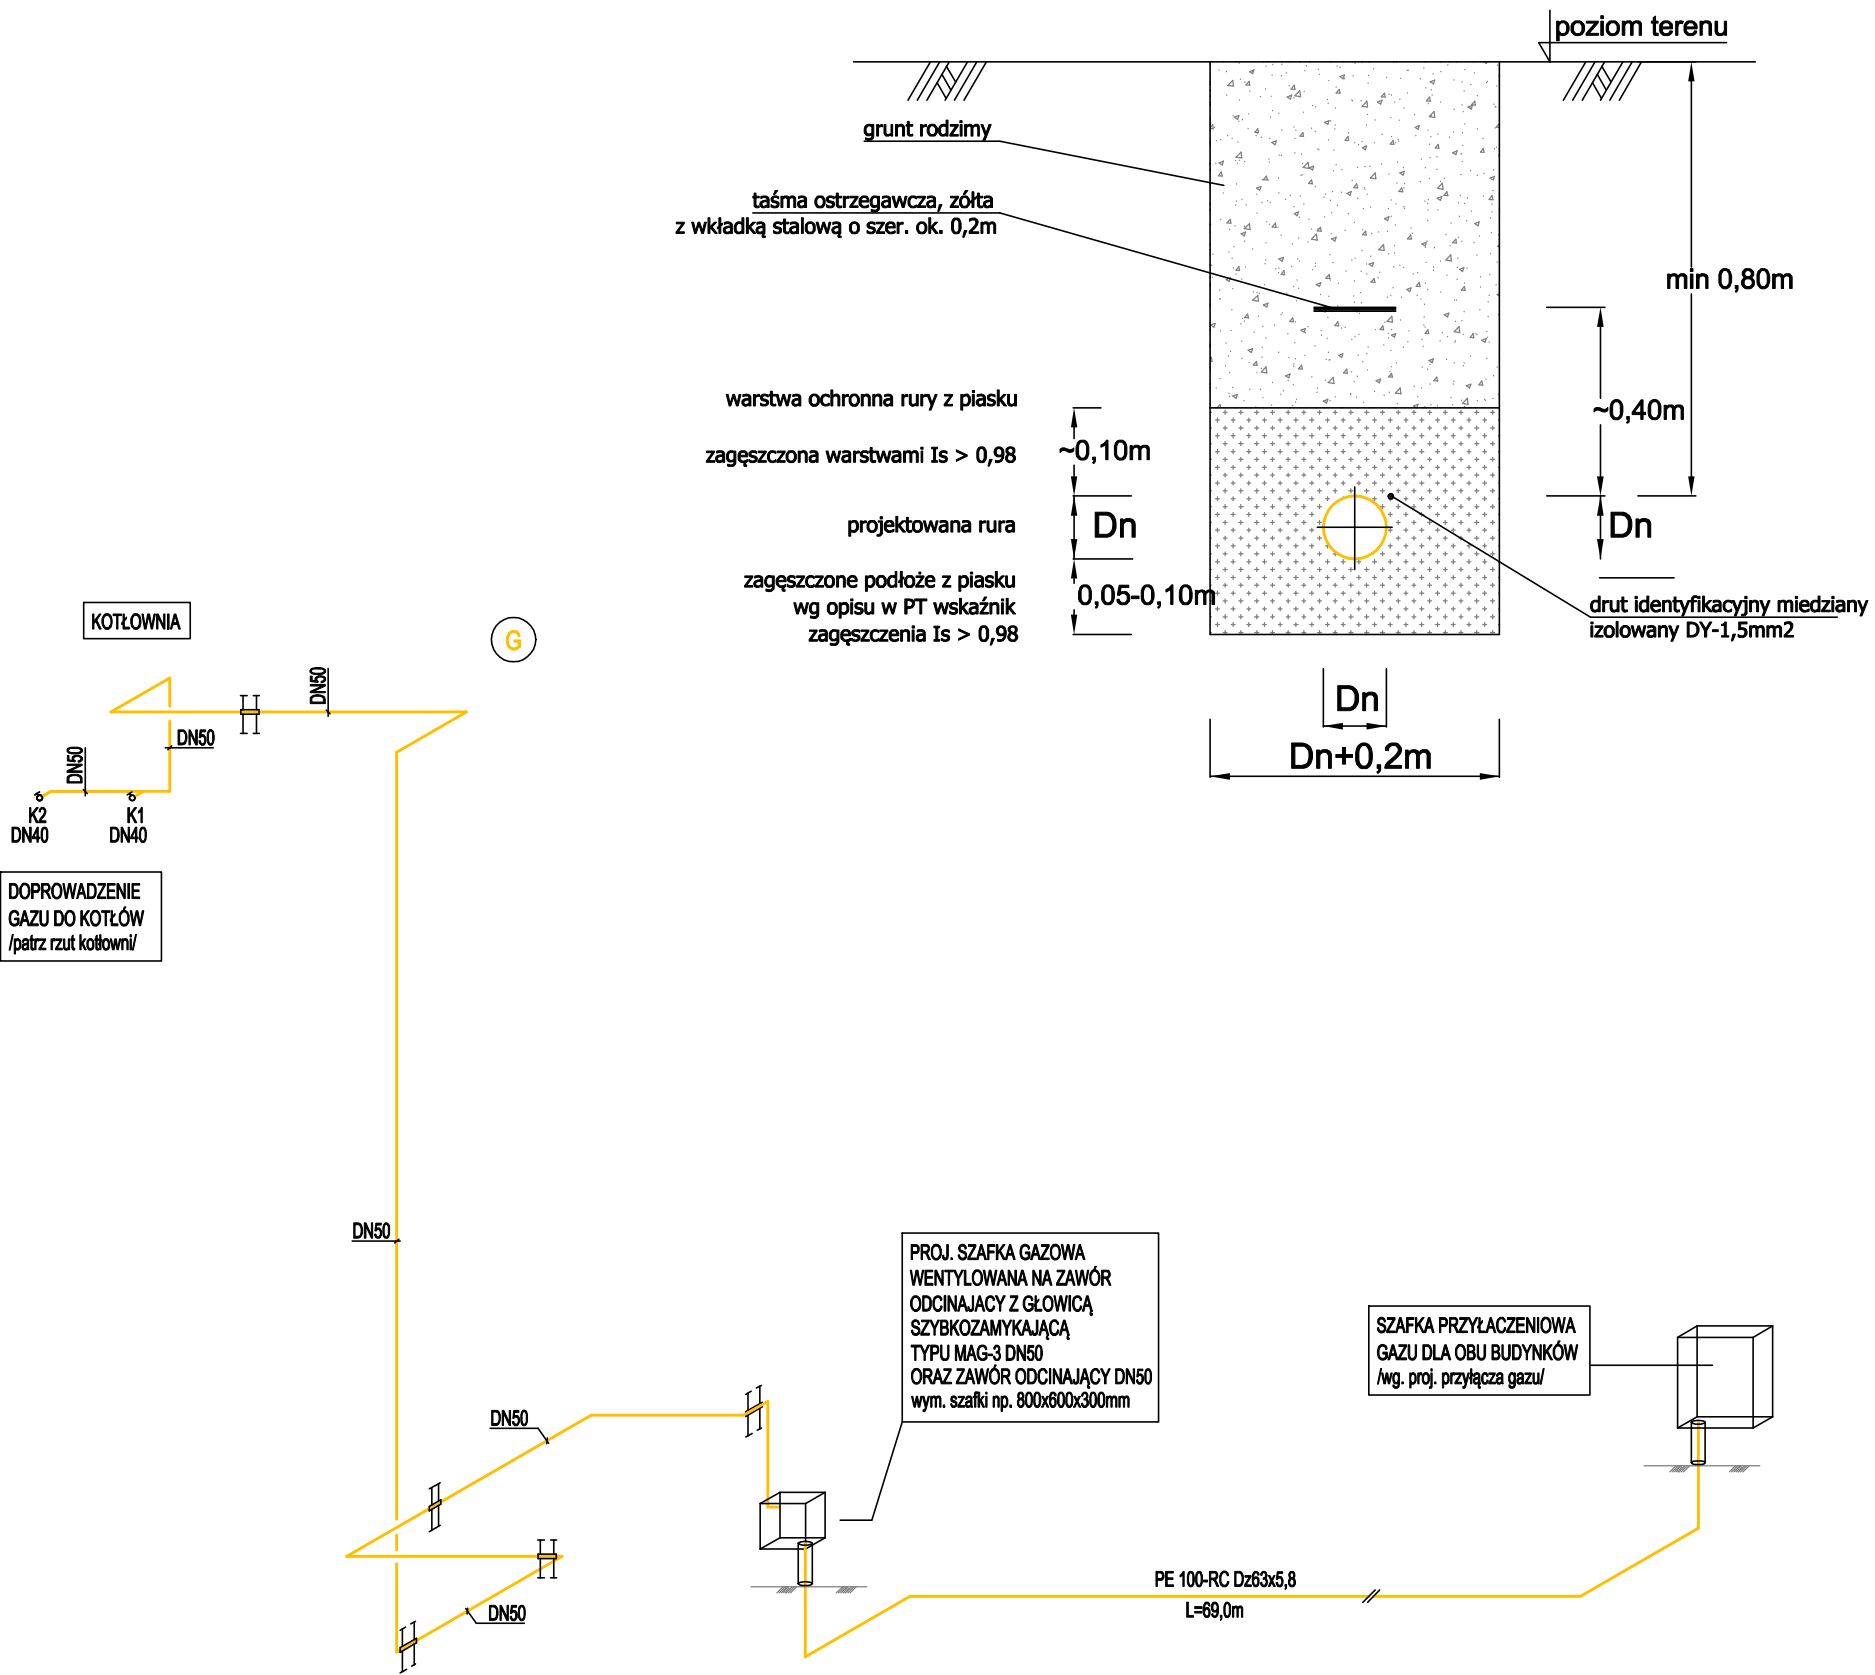 poziom terenu
grunt rodzimy
taśma ostrzegawcza, zółta
z wkładką stalową o szer. ok. 0,2m
min 0,80m
~0,40m
warstwa ochronna rury z piasku
zagęszczona warstwami Is > 0,98
~0,10m
projektowana rura
Dn
Dn
zagęszczone podłoże z piasku
wg opisu w PT wskaźnik
zagęszczenia Is > 0,98
0,05-0,10m
drut identyfikacyjny miedziany
izolowany DY-1,5mm2
Dn
Dn+0,2m
KOTŁOWNIA
G
DN50
DN50
DN50
K2
DN40
K1
DN40
DOPROWADZENIE
GAZU DO KOTŁÓW
/patrz rzut kotłowni/
DN50
DN50
DN50
PROJ. SZAFKA GAZOWA
WENTYLOWANA NA ZAWÓR
ODCINAJACY Z GŁOWICĄ
SZYBKOZAMYKAJĄCĄ
TYPU MAG-3 DN50
ORAZ ZAWÓR ODCINAJĄCY DN50
wym. szafki np. 800x600x300mm
SZAFKA PRZYŁACZENIOWA
GAZU DLA OBU BUDYNKÓW
/wg. proj. przyłącza gazu/
PE 100-RC Dz63x5,8
L=69,0m